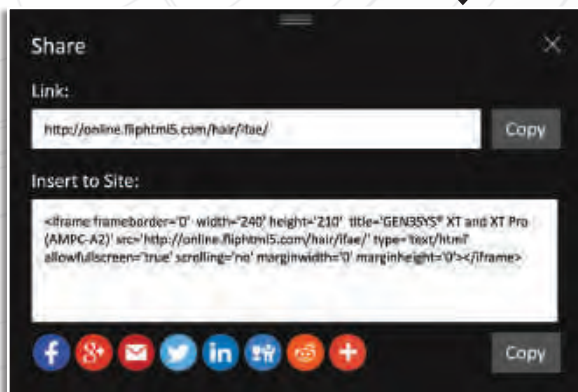 Share
Link:
http://online.fliphtml5.com/hair/ifae/
Copy
Insert to Site:
<iframe frameborder='0' width='240' height='210' title='GEN3SYS® XT and XT Pro
(AMPC-A2)' src='http://online.fliphtml5.com/hair/ifae/' type='text/html'
allowfullscreen='true' scrolling='no' marginwidth='0' marginheight='0'></iframe>
Copy